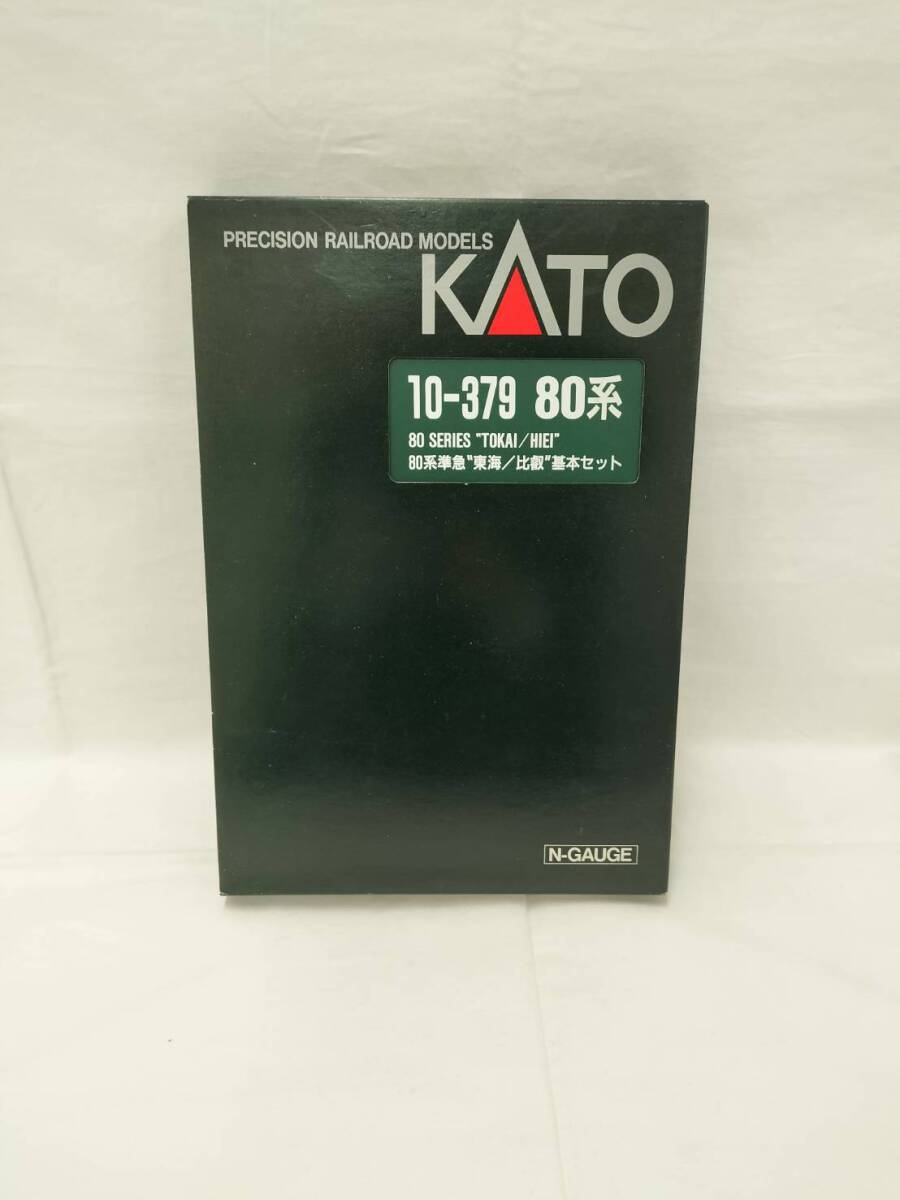 PRECISION RAILROAD MODELS
KATO
10-379 80系
80 SERIES "TOKAI/HIEI"
80系準急"東海/比叡"基本セット
N-GAUGE